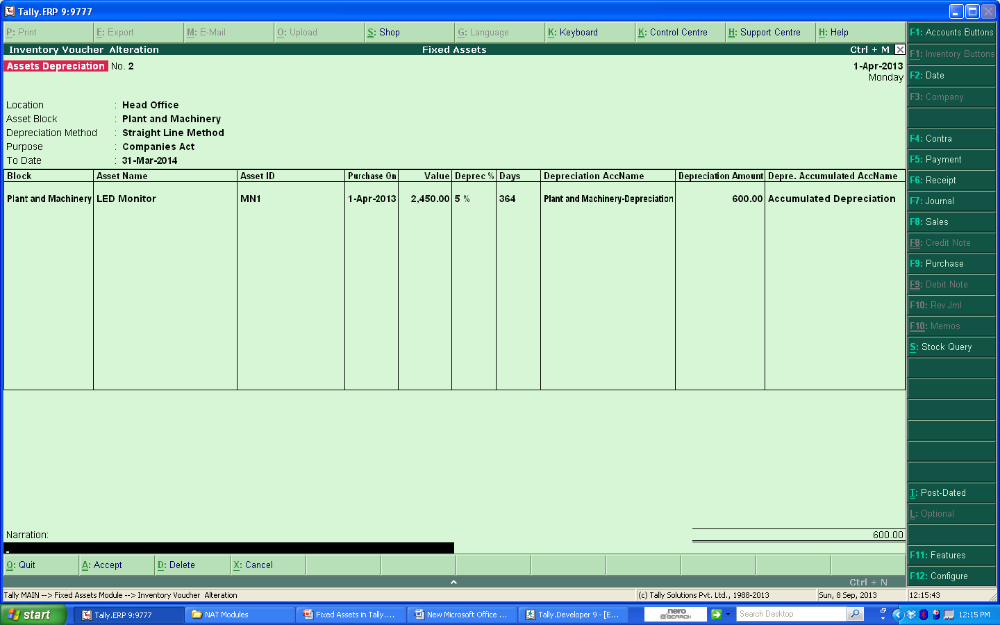 Tally.ERP 9:9777
P: Print E: Export M: E-Mail O: Upload S: Shop G: Language K: Keyboard K: Control Centre H: Support Centre H: Help
Inventory Voucher Alteration Fixed Assets Ctrl + M
Assets Depreciation No. 2 1-Apr-2013
Monday
Location : Head Office
Asset Block : Plant and Machinery
Depreciation Method : Straight Line Method
Purpose : Companies Act
To Date : 31-Mar-2014
Block Asset Name Asset ID Purchase On Value Deprec % Days Depreciation AccName Depreciation Amount Depre. Accumulated AccName
Plant and Machinery LED Monitor MN1 1-Apr-2013 2,450.00 5 % 364 Plant and Machinery-Depreciation 600.00 Accumulated Depreciation
Narration: 600.00
Q: Quit A: Accept D: Delete X: Cancel
Ctrl + N
F1: Accounts Buttons
F1: Inventory Buttons
F2: Date
F3: Company
F4: Contra
F5: Payment
F6: Receipt
F7: Journal
F8: Sales
F8: Credit Note
F9: Purchase
F9: Debit Note
F10: Rev Jrnl
F10: Memos
S: Stock Query
T: Post-Dated
L: Optional
F11: Features
F12: Configure
Tally MAIN --> Fixed Assets Module --> Inventory Voucher Alteration (c) Tally Solutions Pvt. Ltd., 1988-2013 Sun, 8 Sep, 2013 12:15:43
start Tally.ERP 9:9777 NAT Modules Fixed Assets in Tally.... New Microsoft Office ... Tally.Developer 9 - [E... nero SEARCH Search Desktop 12:15 PM